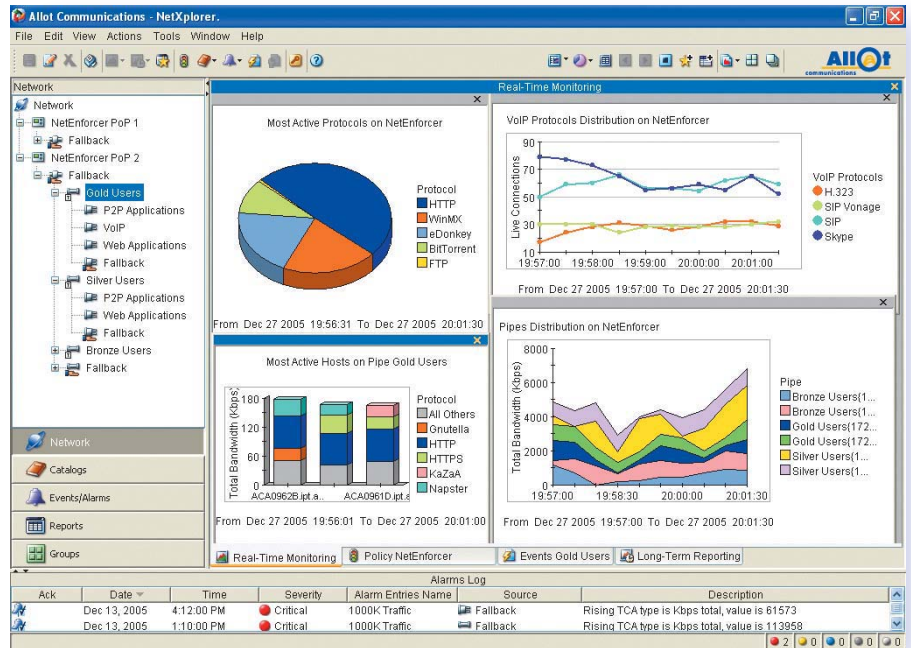 Allot Communications - NetXplorer.
File Edit View Actions Tools Window Help
Allot
communications
Network
Network
NetEnforcer PoP 1
Fallback
NetEnforcer PoP 2
Fallback
Gold Users
P2P Applications
VoIP
Web Applications
Fallback
Silver Users
P2P Applications
Web Applications
Fallback
Bronze Users
Fallback
Network
Catalogs
Events/Alarms
Reports
Groups
Real-Time Monitoring
Most Active Protocols on NetEnforcer
Protocol
HTTP
WinMX
eDonkey
BitTorrent
FTP
From Dec 27 2005 19:56:31 To Dec 27 2005 20:01:30
VoIP Protocols Distribution on NetEnforcer
Live Connections
90
70
50
30
10
19:57:00 19:58:00 19:59:00 20:00:00 20:01:00
VoIP Protocols
H.323
SIP Vonage
SIP
Skype
From Dec 27 2005 19:57:00 To Dec 27 2005 20:01:30
Most Active Hosts on Pipe Gold Users
Total Bandwidth (Kbps)
180
120
60
0
ACA0962B.ipt.a.. ACA0961D.ipt.a
Protocol
All Others
Gnutella
HTTP
HTTPS
KaZaA
Napster
From Dec 27 2005 19:56:01 To Dec 27 2005 20:01:00
Pipes Distribution on NetEnforcer
Total Bandwidth (Kbps)
8000
6000
4000
2000
0
19:57:00 19:58:30 20:00:00 20:01:30
Pipe
Bronze Users(1...
Bronze Users(1...
Gold Users(172...
Gold Users(172...
Silver Users(1...
Silver Users(1...
From Dec 27 2005 19:57:00 To Dec 27 2005 20:01:30
Real-Time Monitoring Policy NetEnforcer Events Gold Users Long-Term Reporting
Alarms Log
Ack Date Time Severity Alarm Entries Name Source Description
Dec 13, 2005 4:12:00 PM Critical 1000K Traffic Fallback Rising TCA type is Kbps total, value is 61573
Dec 13, 2005 1:10:00 PM Critical 1000K Traffic Fallback Rising TCA type is Kbps total, value is 113958
2 0 0 0 0